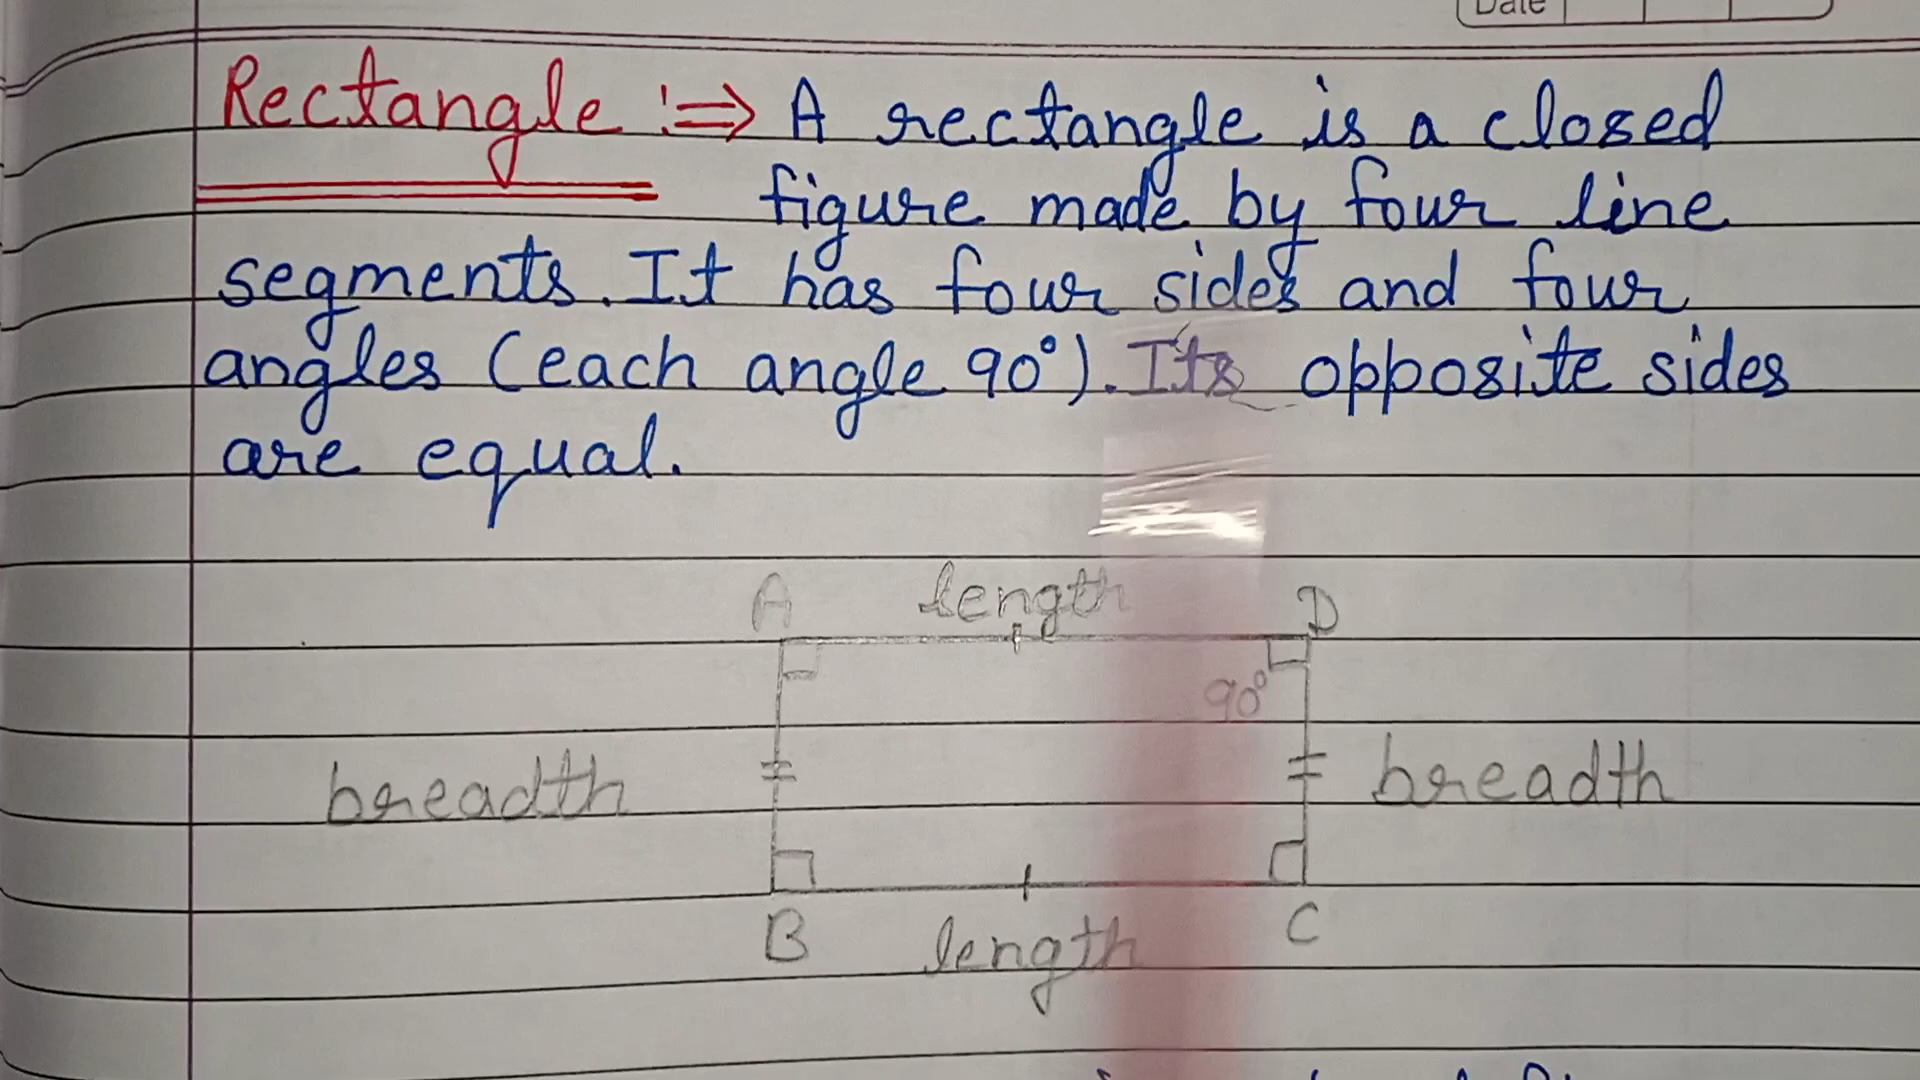 Date
Rectangle :⇒ A rectangle is a closed
figure made by four line
segments. It has four sides and four
angles (each angle 90°). Its opposite sides
are equal.
A length D
90°
breadth breadth
B length C